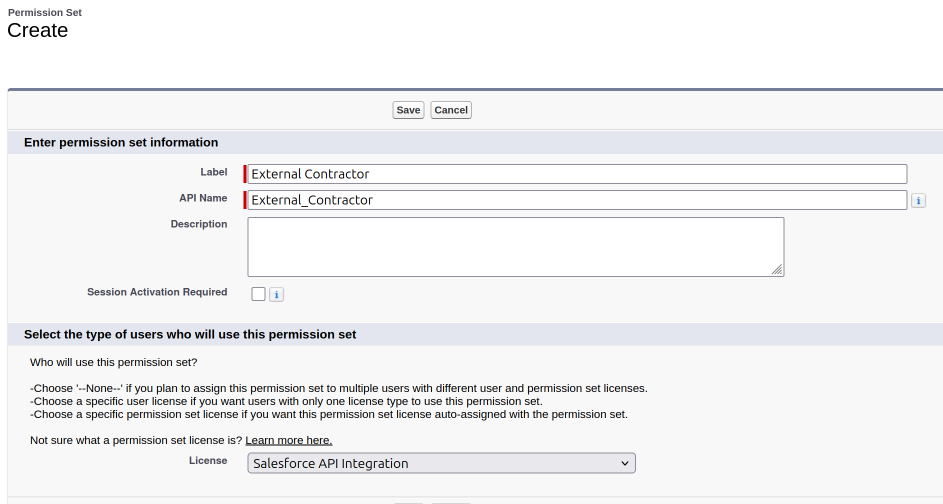 Permission Set
Create
Save Cancel
Enter permission set information
Label External Contractor
API Name External_Contractor
Description
Session Activation Required
Select the type of users who will use this permission set
Who will use this permission set?
-Choose '--None--' if you plan to assign this permission set to multiple users with different user and permission set licenses.
-Choose a specific user license if you want users with only one license type to use this permission set.
-Choose a specific permission set license if you want this permission set license auto-assigned with the permission set.
Not sure what a permission set license is? Learn more here.
License Salesforce API Integration